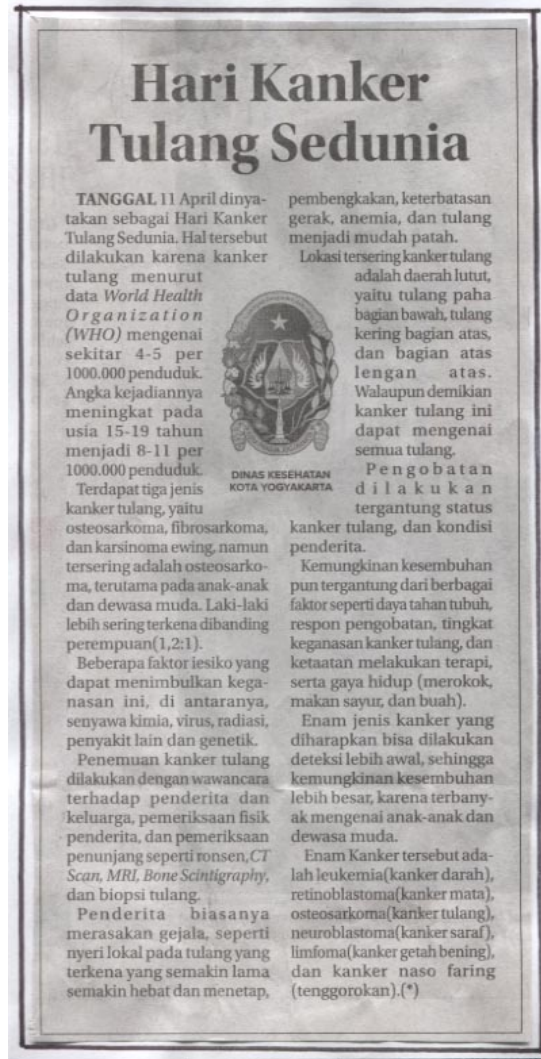 Hari Kanker
Tulang Sedunia
TANGGAL 11 April dinya-
takan sebagai Hari Kanker
Tulang Sedunia. Hal tersebut
dilakukan karena kanker
tulang menurut
data World Health
Organization
(WHO) mengenai
sekitar 4-5 per
1000.000 penduduk.
Angka kejadiannya
meningkat pada
usia 15-19 tahun
menjadi 8-11 per
1000.000 penduduk.
Terdapat tiga jenis
kanker tulang, yaitu
osteosarkoma, fibrosarkoma,
dan karsinoma ewing, namun
tersering adalah osteosarko-
ma, terutama pada anak-anak
dan dewasa muda. Laki-laki
lebih sering terkena dibanding
perempuan(1,2:1).
Beberapa faktor iesiko yang
dapat menimbulkan kega-
nasan ini, di antaranya,
senyawa kimia, virus, radiasi,
penyakit lain dan genetik.
Penemuan kanker tulang
dilakukan dengan wawancara
terhadap penderita dan
keluarga, pemeriksaan fisik
penderita, dan pemeriksaan
penunjang seperti ronsen,CT
Scan, MRI, Bone Scintigraphy,
dan biopsi tulang.
Penderita biasanya
merasakan gejala, seperti
nyeri lokal pada tulang yang
terkena yang semakin lama
semakin hebat dan menetap,
DINAS KESEHATAN
KOTA YOGYAKARTA
pembengkakan, keterbatasan
gerak, anemia, dan tulang
menjadi mudah patah.
Lokasi tersering kanker tulang
adalah daerah lutut,
yaitu tulang paha
bagian bawah, tulang
kering bagian atas,
dan bagian atas
lengan atas.
Walaupun demikian
kanker tulang ini
dapat mengenai
semua tulang.
Pengobatan
dilakukan
tergantung status
kanker tulang, dan kondisi
penderita.
Kemungkinan kesembuhan
pun tergantung dari berbagai
faktor seperti daya tahan tubuh,
respon pengobatan, tingkat
keganasan kanker tulang, dan
ketaatan melakukan terapi,
serta gaya hidup (merokok,
makan sayur, dan buah).
Enam jenis kanker yang
diharapkan bisa dilakukan
deteksi lebih awal, sehingga
kemungkinan kesembuhan
lebih besar, karena terbany-
ak mengenai anak-anak dan
dewasa muda.
Enam Kanker tersebut ada-
lah leukemia(kanker darah),
retinoblastoma(kanker mata),
osteosarkoma(kanker tulang),
neuroblastoma(kanker saraf),
limfoma(kanker getah bening),
dan kanker naso faring
(tenggorokan).(*)